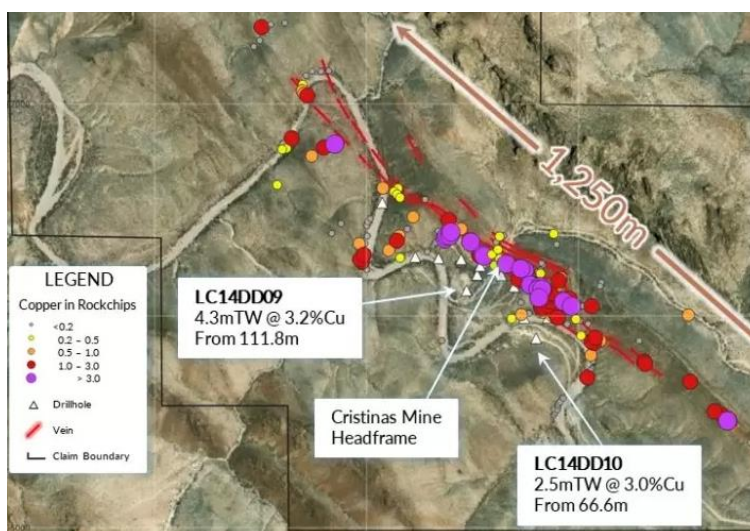 1,250m
LEGEND
Copper in Rockchips
<0.2
0.2 – 0.5
0.5 – 1.0
1.0 – 3.0
> 3.0
Drillhole
Vein
Claim Boundary
LC14DD09
4.3mTW @ 3.2%Cu
From 111.8m
Cristinas Mine
Headframe
LC14DD10
2.5mTW @ 3.0%Cu
From 66.6m